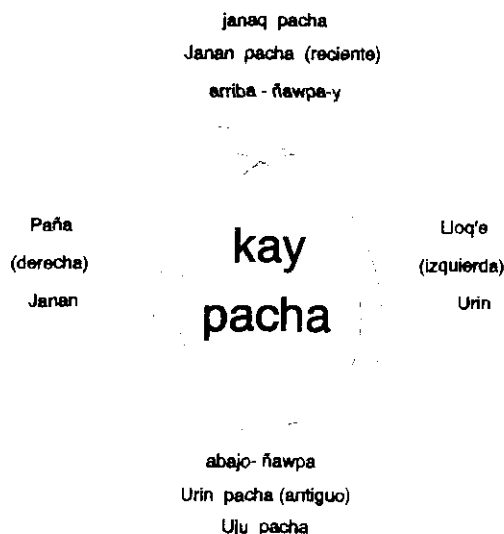 janaq pacha
Janan pacha (reciente)
arriba - ñawpa-y
Paña
(derecha)
Janan
kay
pacha
Lloq'e
(izquierda)
Urin
abajo- ñawpa
Urin pacha (antiguo)
Uju pacha